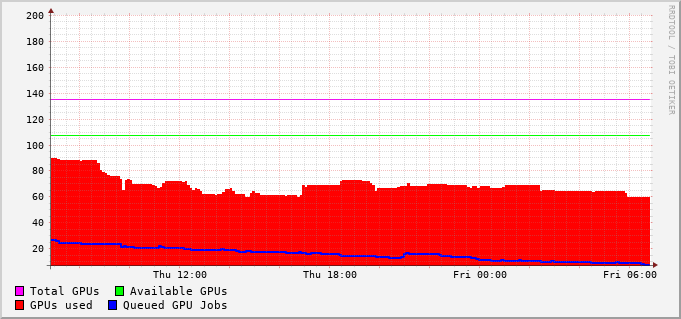 200
180
160
140
120
100
80
60
40
20
Thu 12:00 Thu 18:00 Fri 00:00 Fri 06:00
Total GPUs Available GPUs
GPUs used Queued GPU Jobs
RRDTOOL / TOBI OETIKER